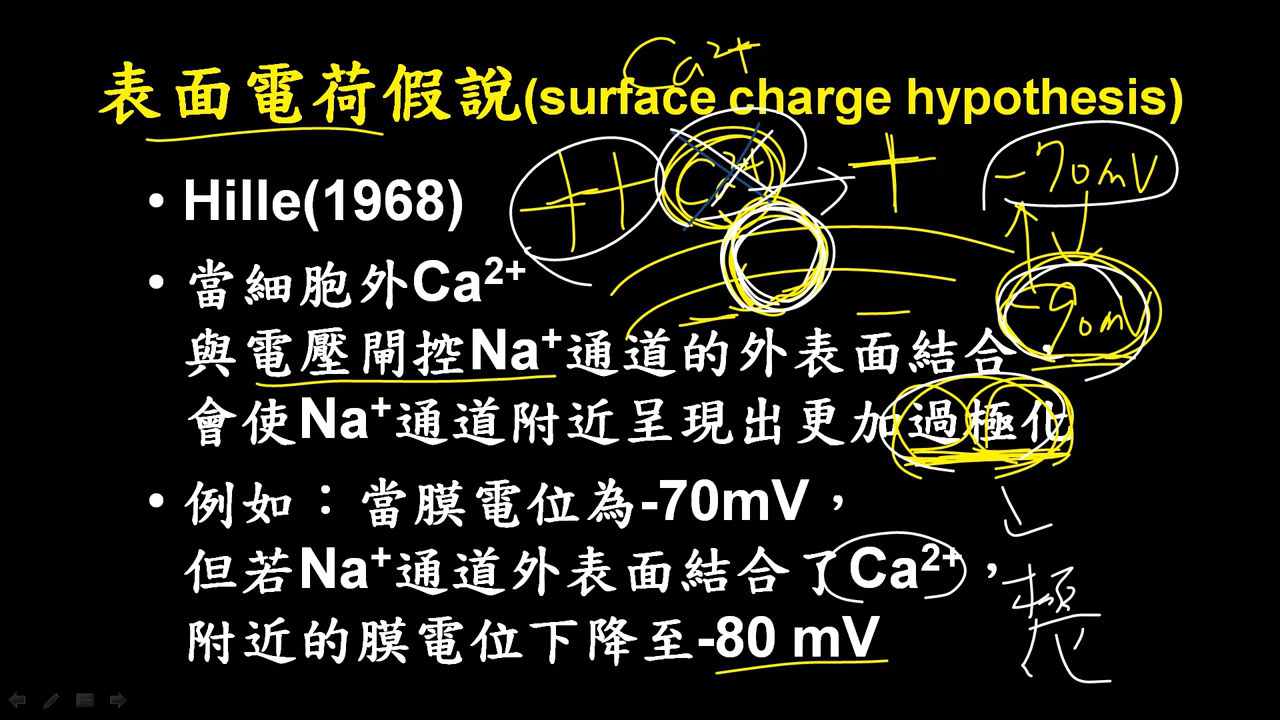 Ca2+
表面電荷假說(surface charge hypothesis)
++ Ca2+ + -70mV
• Hille(1968)
• 當細胞外Ca2+
-90mV
與電壓閘控Na+通道的外表面結合，
會使Na+通道附近呈現出更加過極化
• 例如：當膜電位為-70mV，
但若Na+通道外表面結合了Ca2+，
極化
附近的膜電位下降至-80 mV